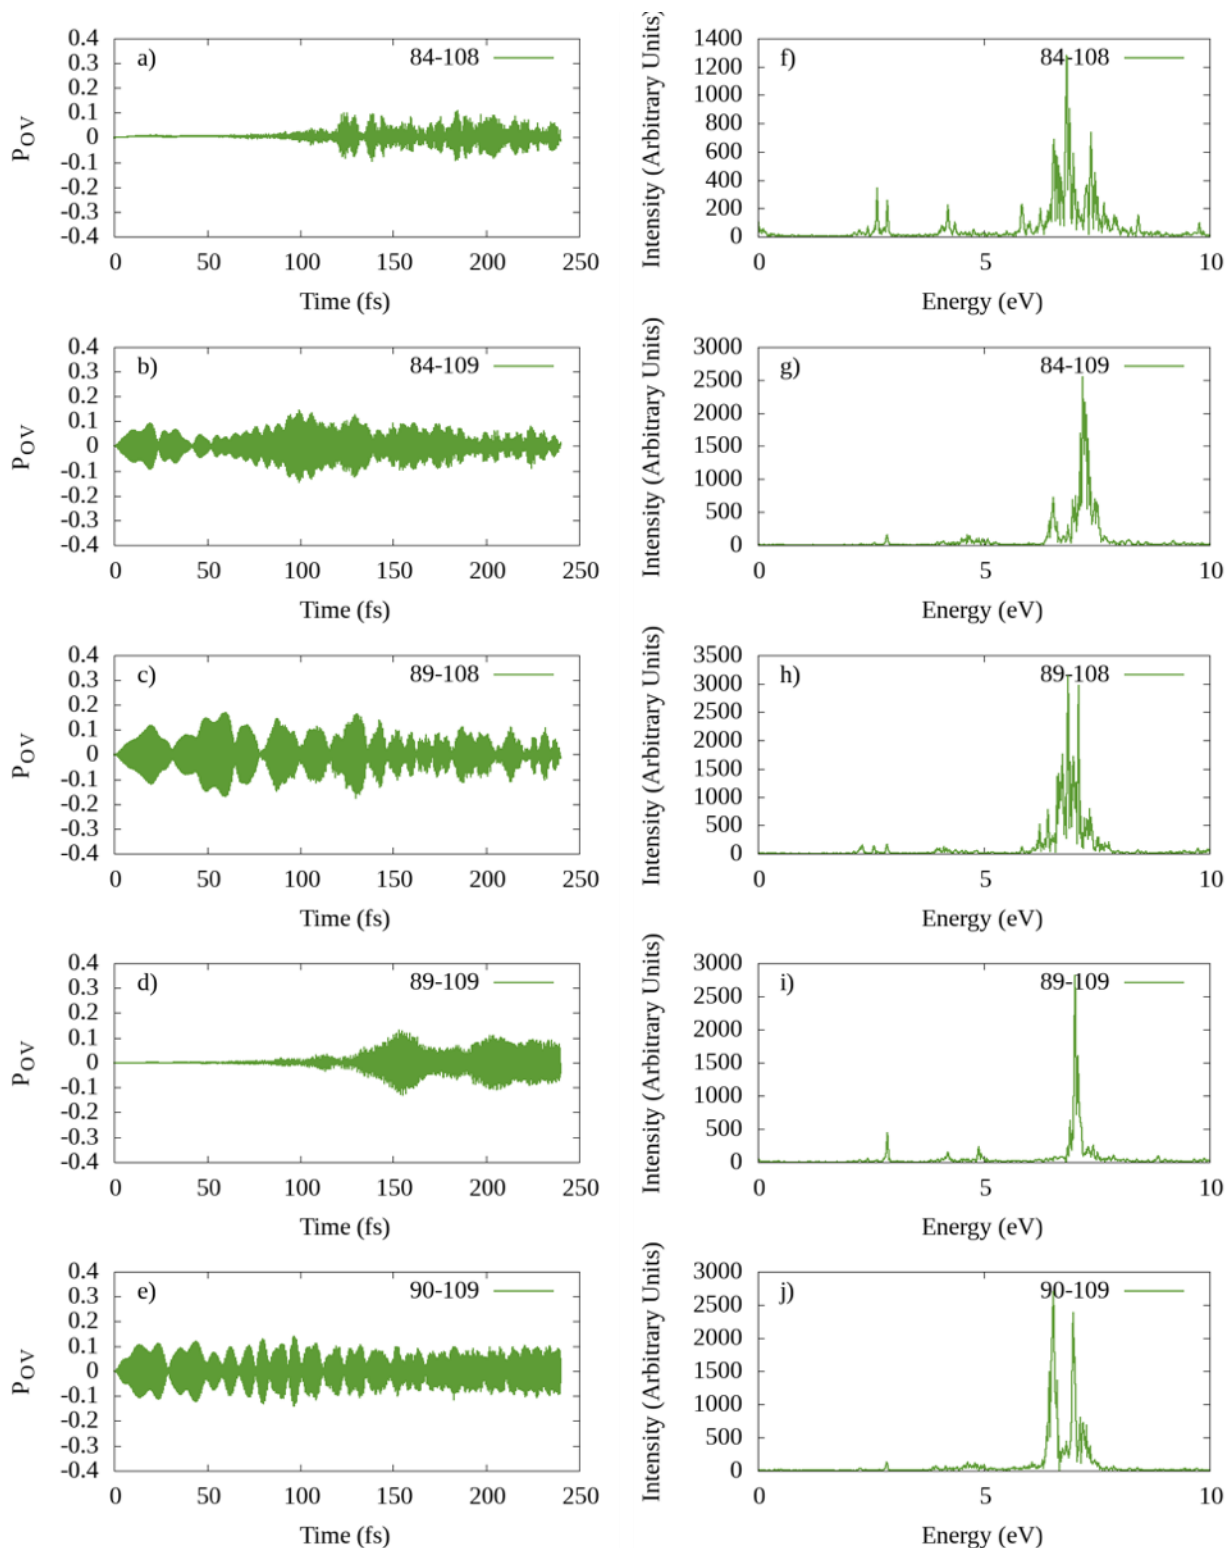 a) 84-108
0.4
0.3
0.2
0.1
0
-0.1
-0.2
-0.3
-0.4
P_OV
0 50 100 150 200 250
Time (fs)
f) 84-108
1400
1200
1000
800
600
400
200
0
Intensity (Arbitrary Units)
0 5 10
Energy (eV)
b) 84-109
0.4
0.3
0.2
0.1
0
-0.1
-0.2
-0.3
-0.4
P_OV
0 50 100 150 200 250
Time (fs)
g) 84-109
3000
2500
2000
1500
1000
500
0
Intensity (Arbitrary Units)
0 5 10
Energy (eV)
c) 89-108
0.4
0.3
0.2
0.1
0
-0.1
-0.2
-0.3
-0.4
P_OV
0 50 100 150 200 250
Time (fs)
h) 89-108
3500
3000
2500
2000
1500
1000
500
0
Intensity (Arbitrary Units)
0 5 10
Energy (eV)
d) 89-109
0.4
0.3
0.2
0.1
0
-0.1
-0.2
-0.3
-0.4
P_OV
0 50 100 150 200 250
Time (fs)
i) 89-109
3000
2500
2000
1500
1000
500
0
Intensity (Arbitrary Units)
0 5 10
Energy (eV)
e) 90-109
0.4
0.3
0.2
0.1
0
-0.1
-0.2
-0.3
-0.4
P_OV
0 50 100 150 200 250
Time (fs)
j) 90-109
3000
2500
2000
1500
1000
500
0
Intensity (Arbitrary Units)
0 5 10
Energy (eV)